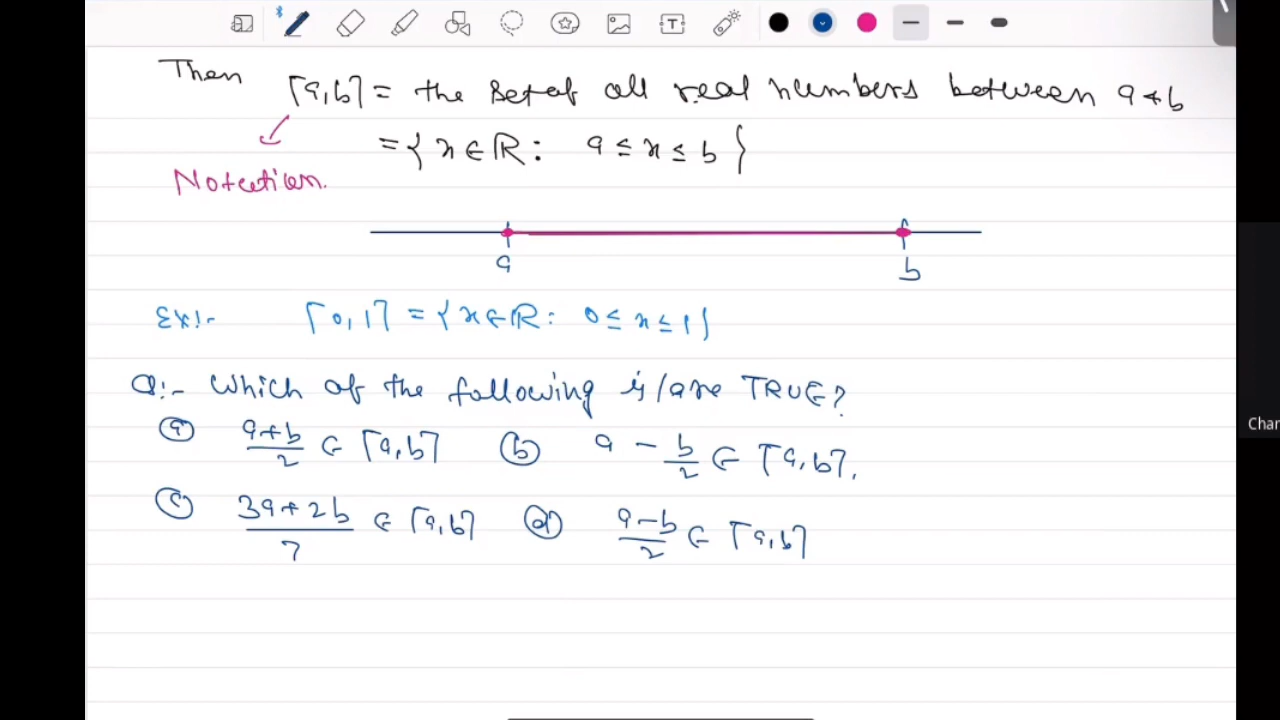 Then [a,b] = the set of all real numbers between a & b
= { x ∈ ℝ : a ≤ x ≤ b }
Notation.
a b
Ex:- [0,1] = { x ∈ ℝ : 0 ≤ x ≤ 1 }
Q:- Which of the following is/are TRUE?
(a) (a+b)/2 ∈ [a,b] (b) a - b/2 ∈ [a,b].
(c) (3a+2b)/7 ∈ [a,b] (d) (a-b)/2 ∈ [a,b]
Char